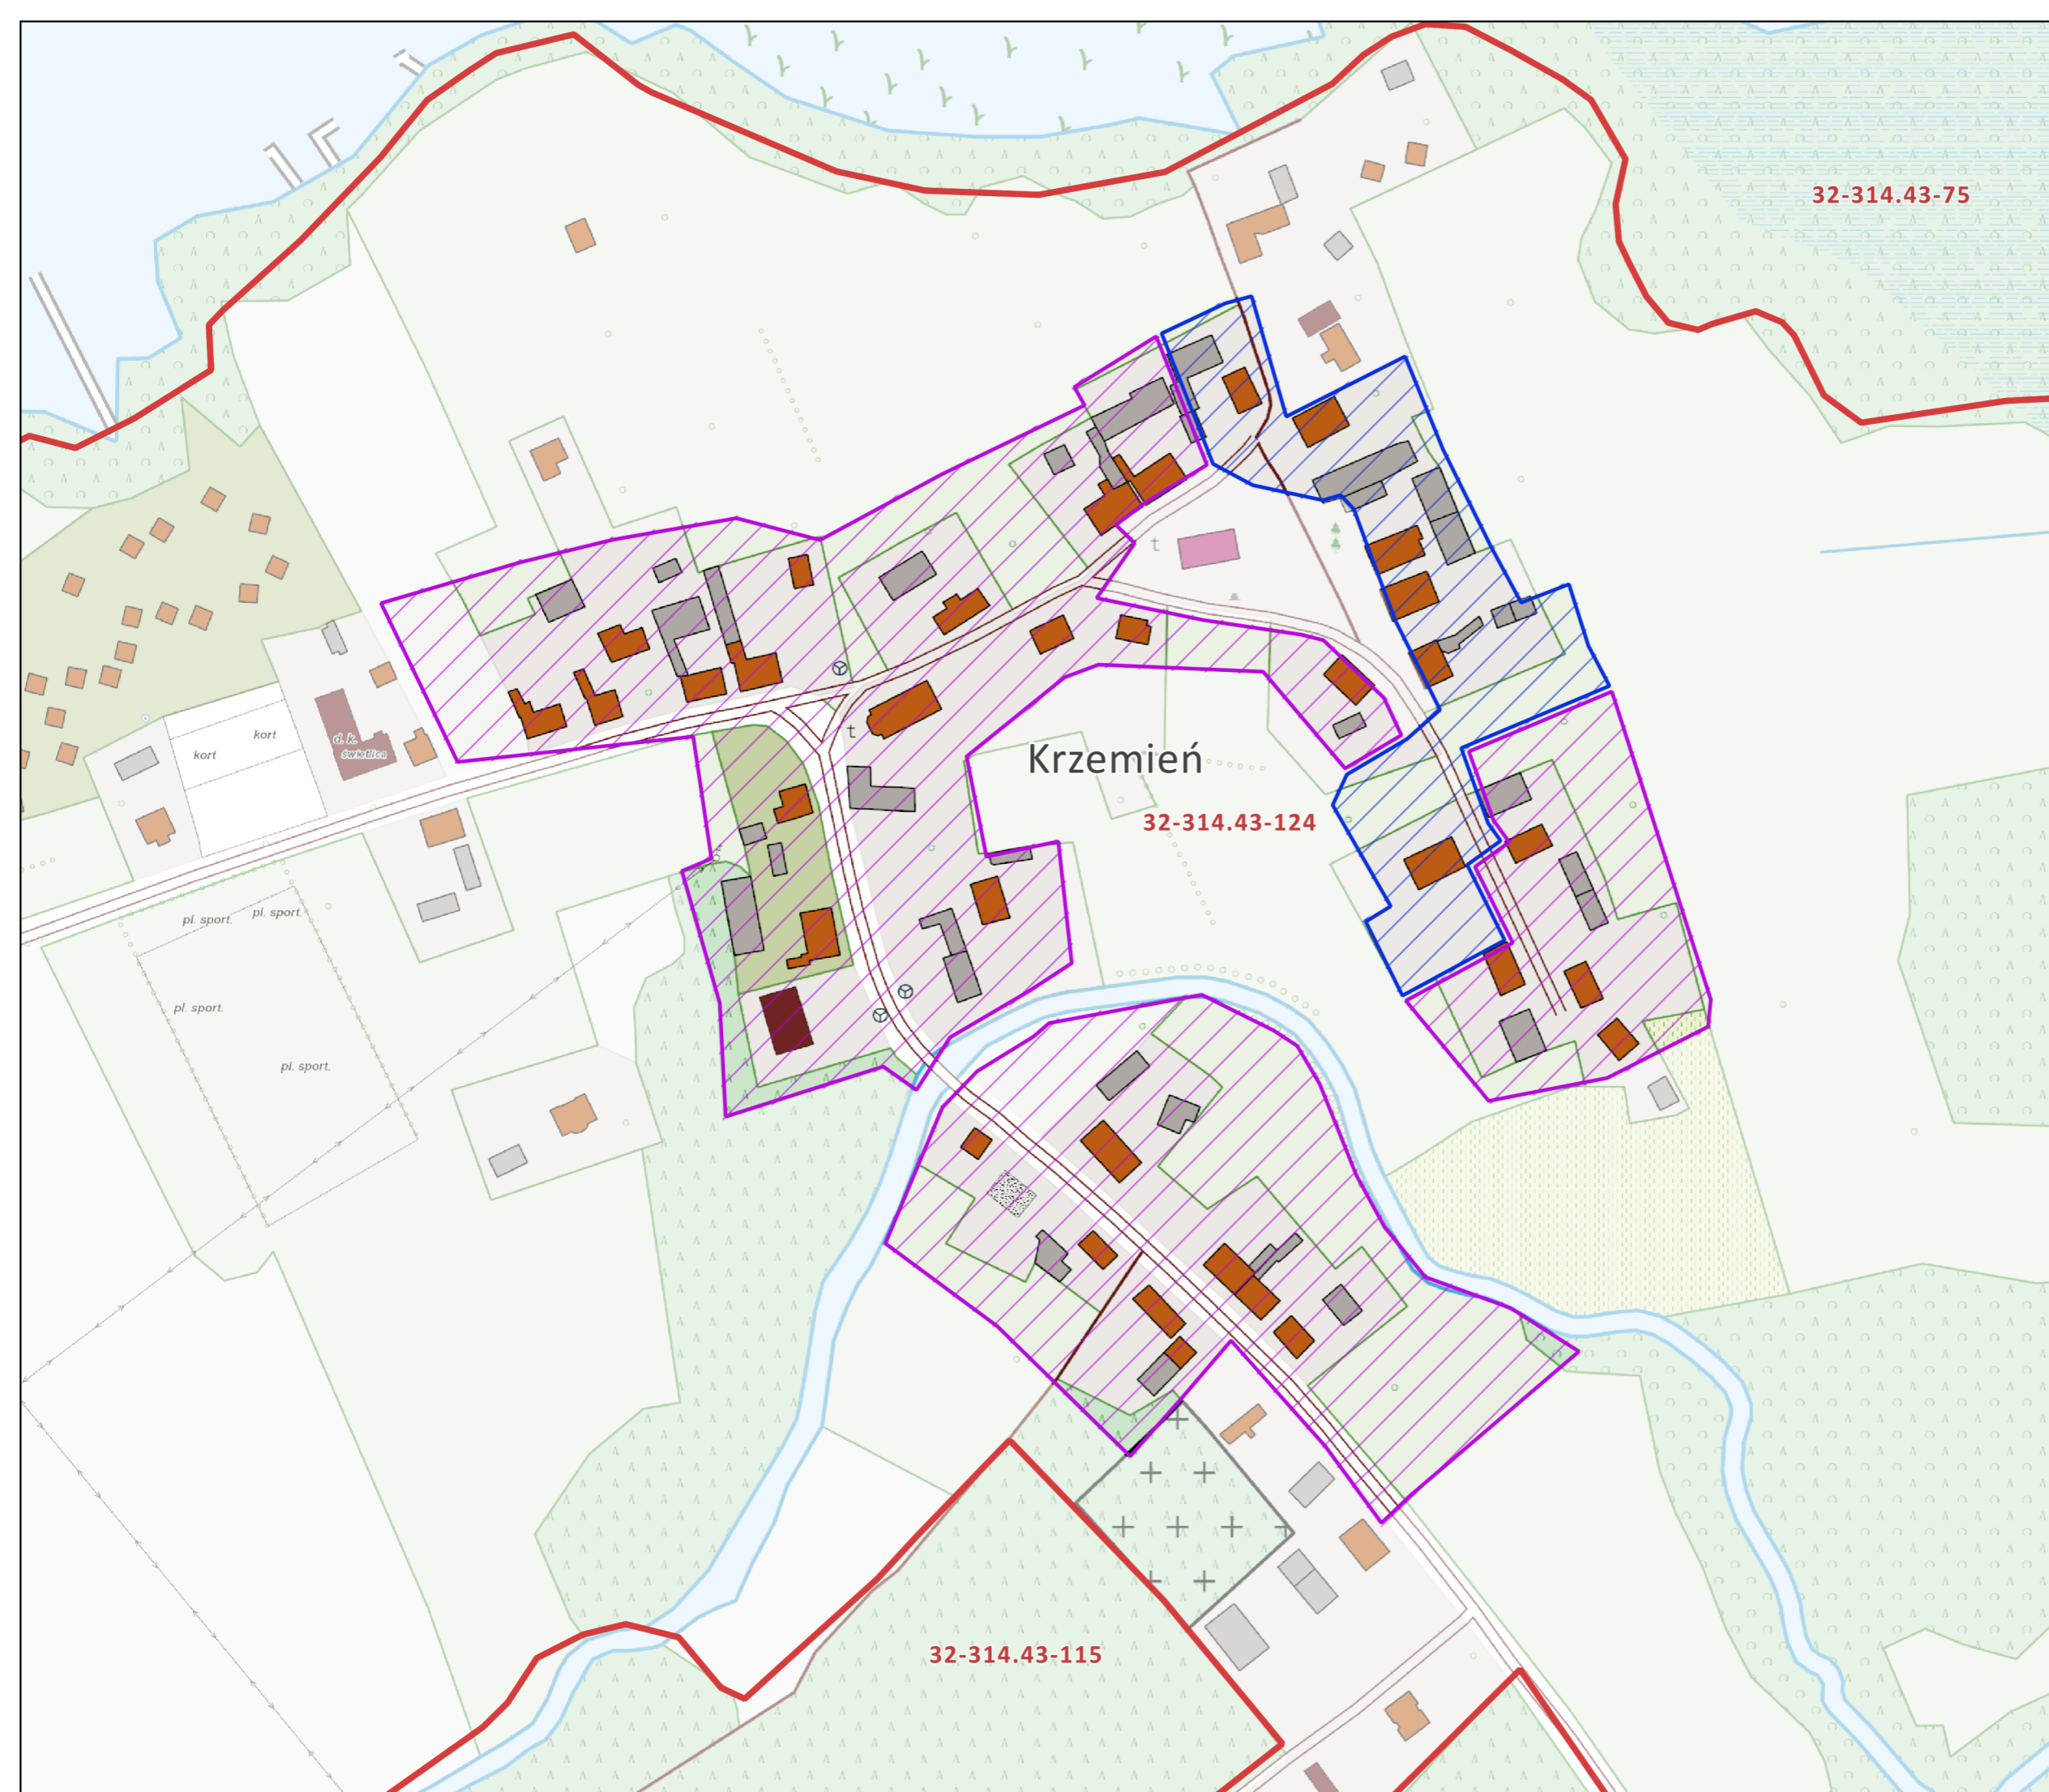 32-314.43-75
t
kort
kort
d. k.
świetlica
t
Krzemień
32-314.43-124
pl. sport.
pl. sport.
pl. sport.
pl. sport.
32-314.43-115